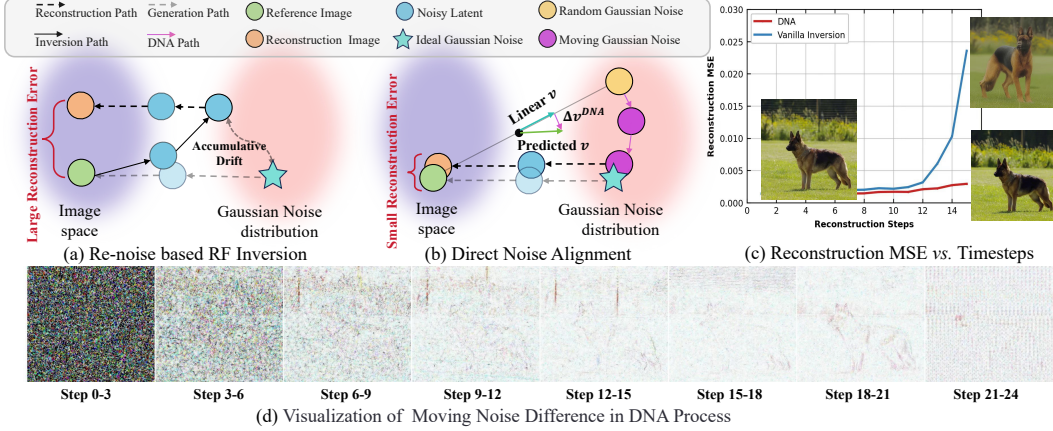 Reconstruction Path
Generation Path
Reference Image
Noisy Latent
Random Gaussian Noise
Inversion Path
DNA Path
Reconstruction Image
Ideal Gaussian Noise
Moving Gaussian Noise
Large Reconstruction Error
Accumulative
Drift
Image
space
Gaussian Noise
distribution
(a) Re-noise based RF Inversion
Small Reconstruction Error
Linear v
Δv^DNA
Predicted v
Image
space
Gaussian Noise
distribution
(b) Direct Noise Alignment
DNA
Vanilla Inversion
Reconstruction MSE
0.030
0.025
0.020
0.015
0.010
0.005
0.000
0 2 4 6 8 10 12 14
Reconstruction Steps
(c) Reconstruction MSE vs. Timesteps
Step 0-3 Step 3-6 Step 6-9 Step 9-12 Step 12-15 Step 15-18 Step 18-21 Step 21-24
(d) Visualization of Moving Noise Difference in DNA Process